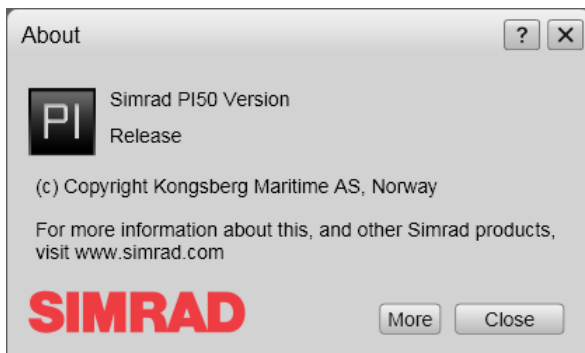 About
?
X
PI
Simrad PI50 Version
Release
(c) Copyright Kongsberg Maritime AS, Norway
For more information about this, and other Simrad products,
visit www.simrad.com
SIMRAD
More
Close